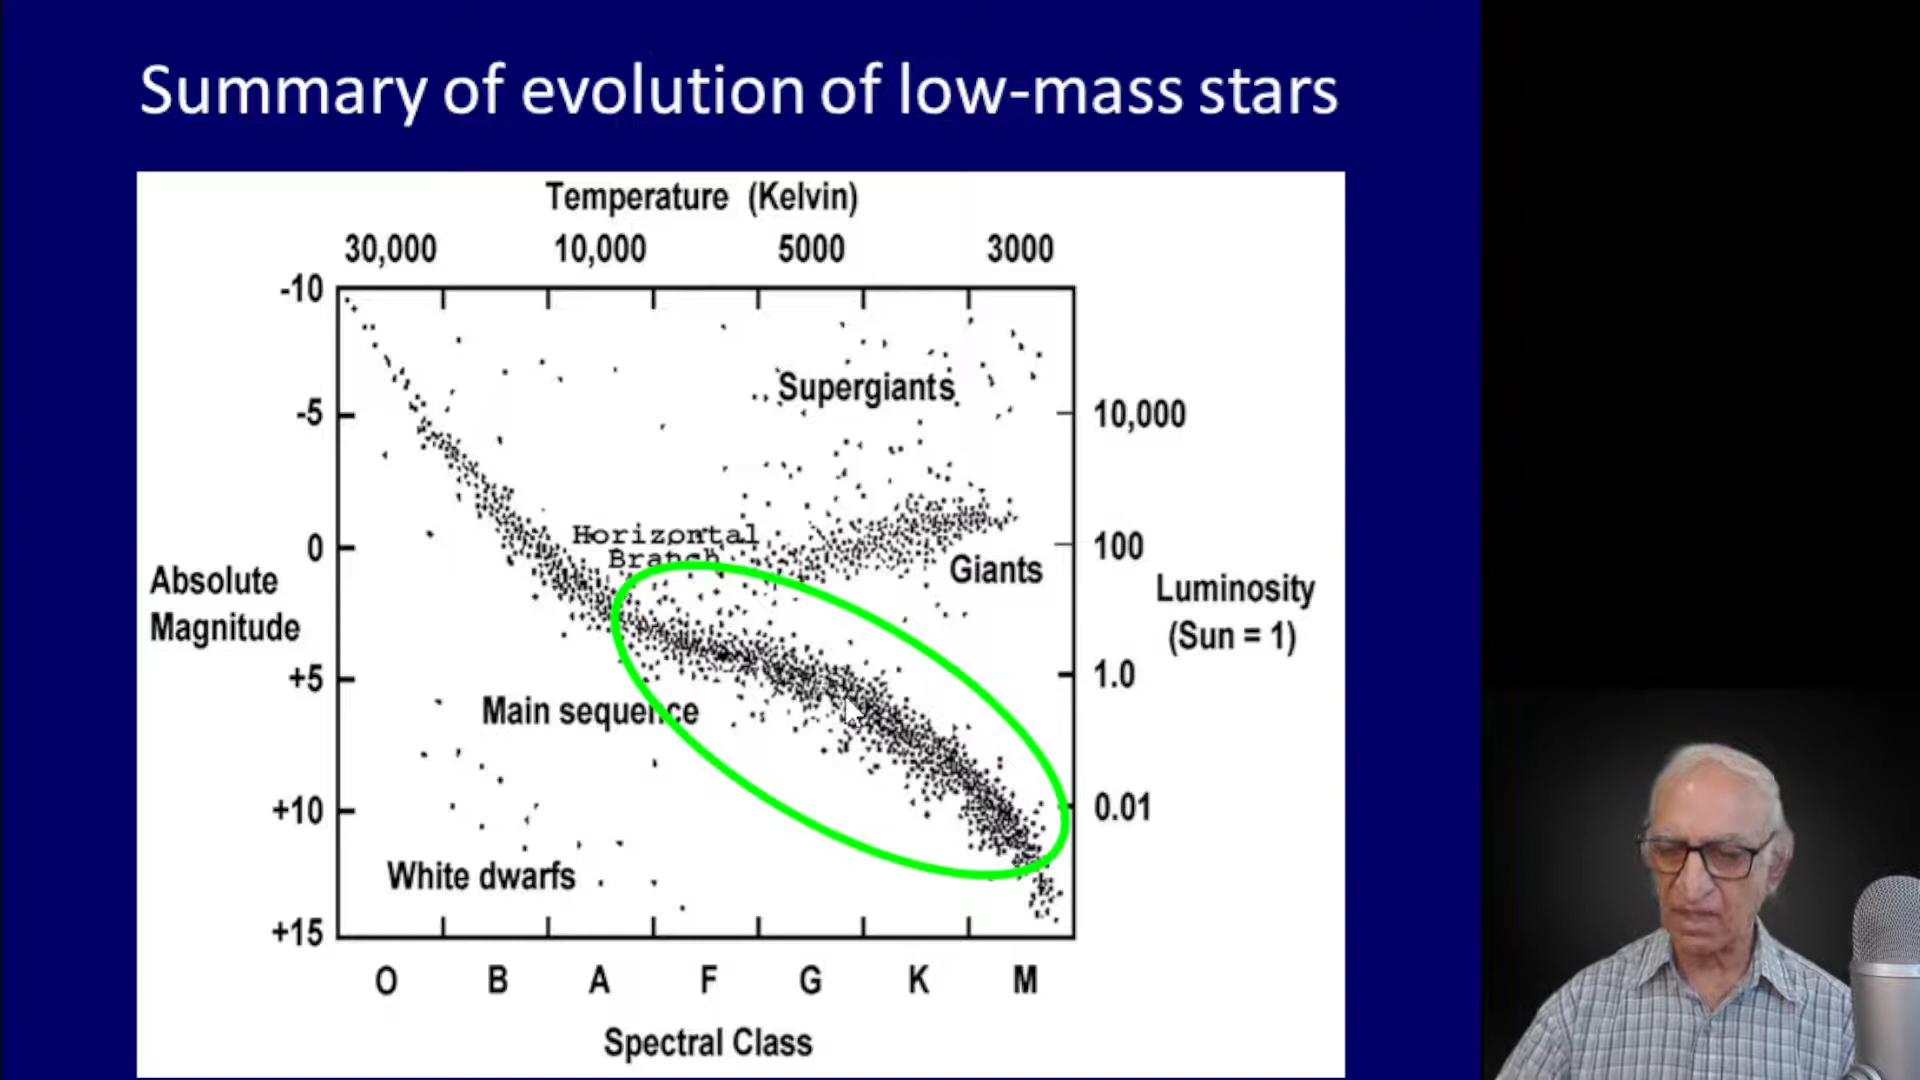 Summary of evolution of low-mass stars
Temperature (Kelvin)
30,000 10,000 5000 3000
-10
Supergiants
-5
10,000
Horizontal
Branch
0
100
Giants
Absolute
Magnitude
Luminosity
(Sun = 1)
+5
1.0
Main sequence
+10
0.01
White dwarfs
+15
O B A F G K M
Spectral Class